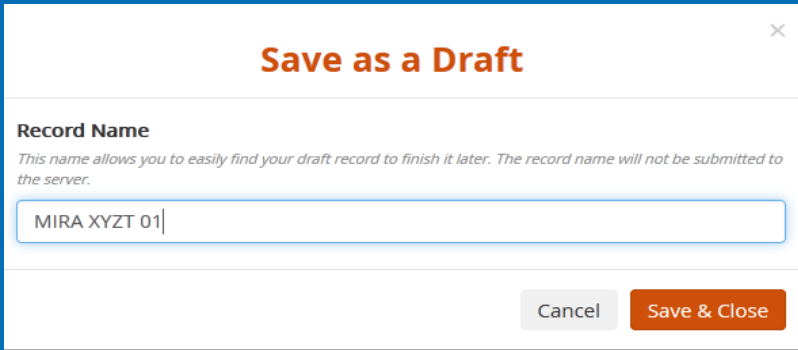 ×
Save as a Draft
Record Name
This name allows you to easily find your draft record to finish it later. The record name will not be submitted to
the server.
MIRA XYZT 01
Cancel Save & Close